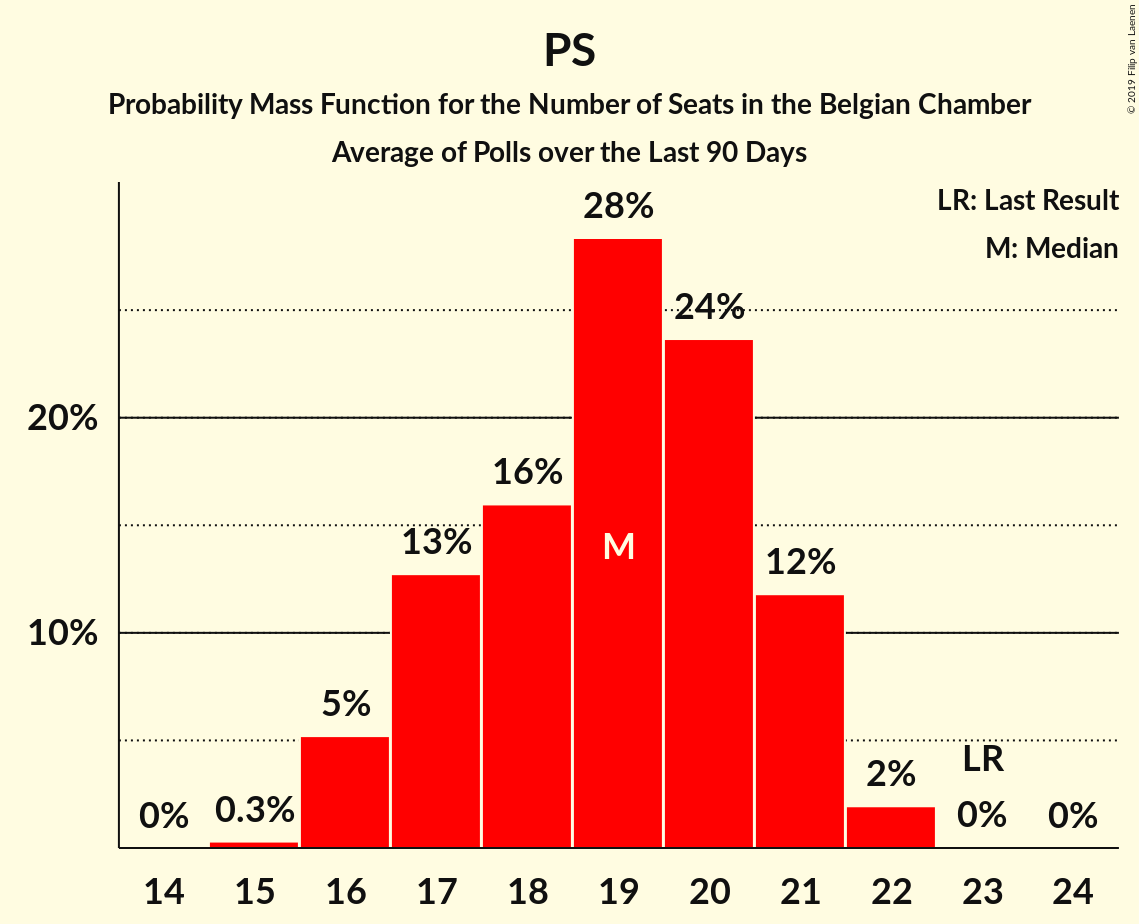 PS
Probability Mass Function for the Number of Seats in the Belgian Chamber
Average of Polls over the Last 90 Days
© 2019 Filip van Laenen
LR: Last Result
M: Median
28%
24%
20%
16%
13%
12%
M
10%
5%
LR
2%
0.3%
0%
0%
0%
14 15 16 17 18 19 20 21 22 23 24